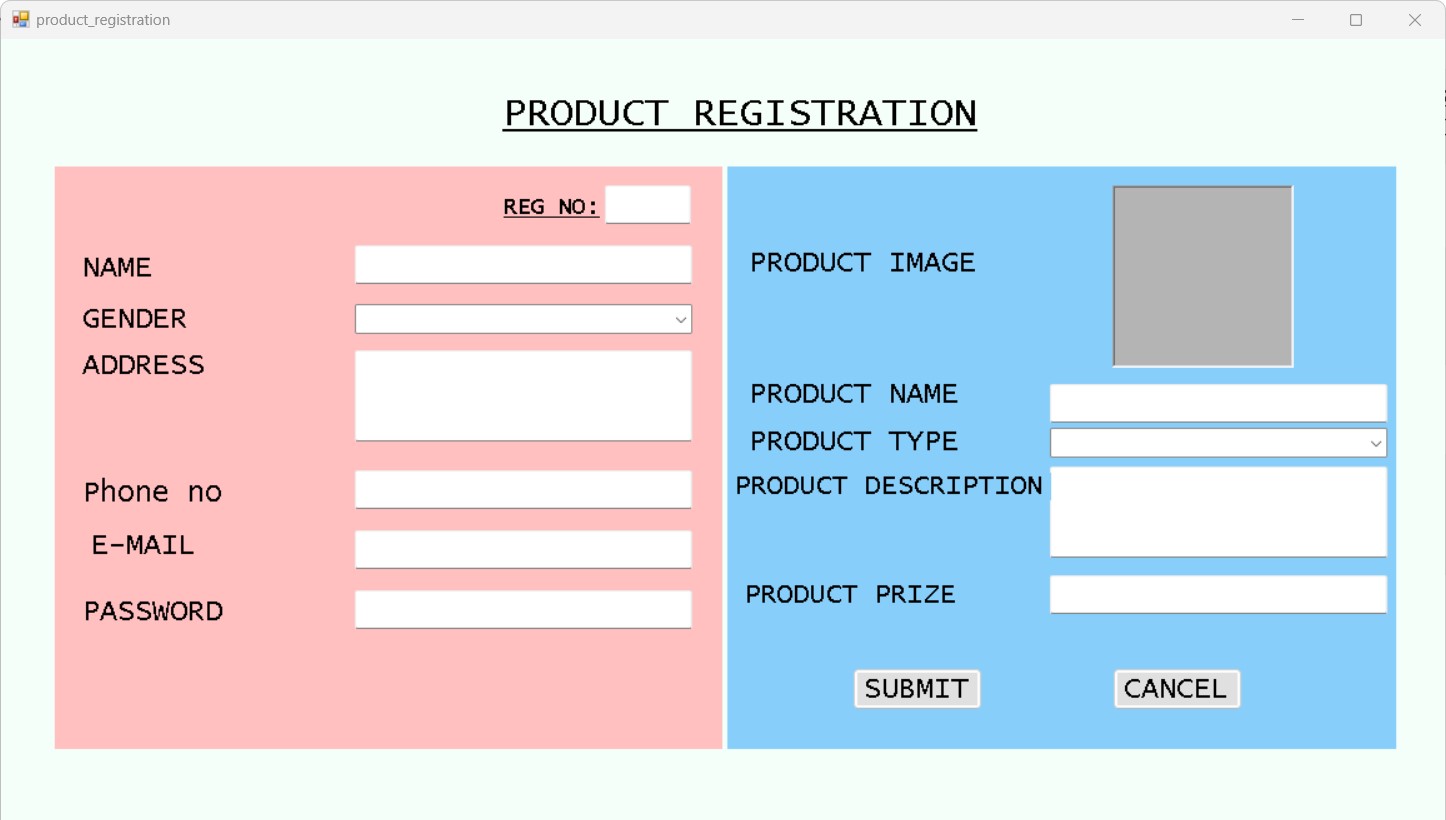 product_registration
PRODUCT REGISTRATION
REG NO:
NAME
GENDER
ADDRESS
Phone no
E-MAIL
PASSWORD
PRODUCT IMAGE
PRODUCT NAME
PRODUCT TYPE
PRODUCT DESCRIPTION
PRODUCT PRIZE
SUBMIT
CANCEL